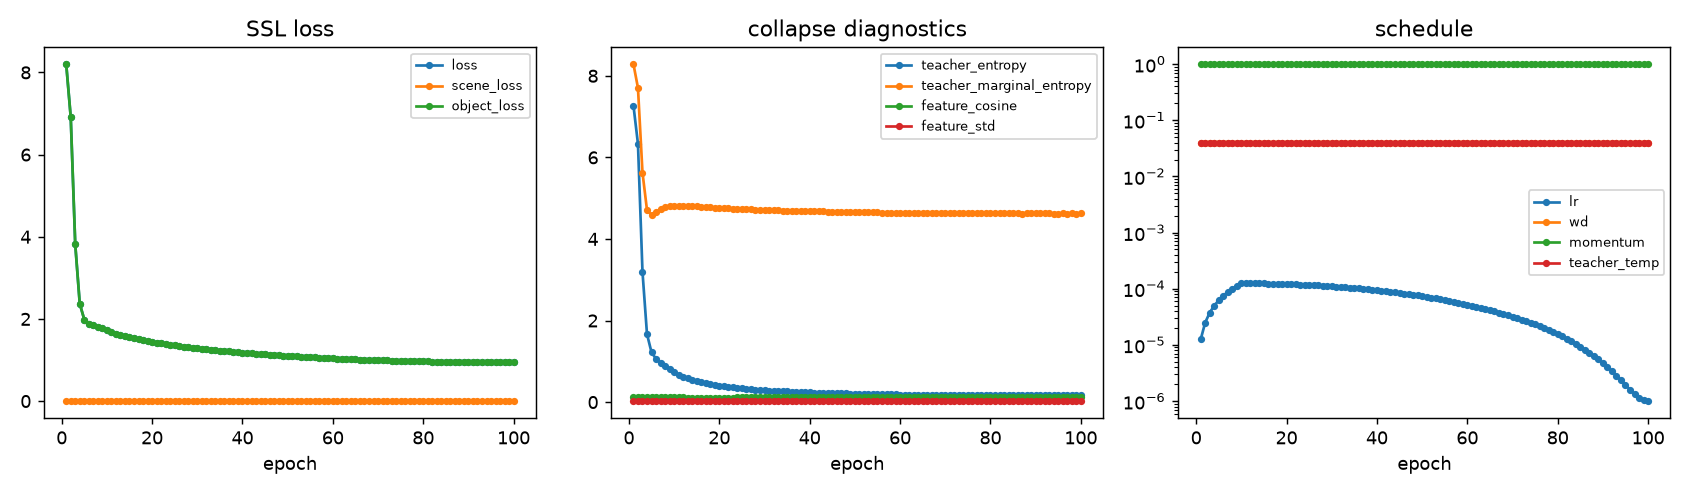 SSL loss
loss
scene_loss
object_loss
8
6
4
2
0
0 20 40 60 80 100
epoch
collapse diagnostics
teacher_entropy
teacher_marginal_entropy
feature_cosine
feature_std
8
6
4
2
0
0 20 40 60 80 100
epoch
schedule
10⁰
10⁻¹
10⁻²
10⁻³
10⁻⁴
10⁻⁵
10⁻⁶
lr
wd
momentum
teacher_temp
0 20 40 60 80 100
epoch